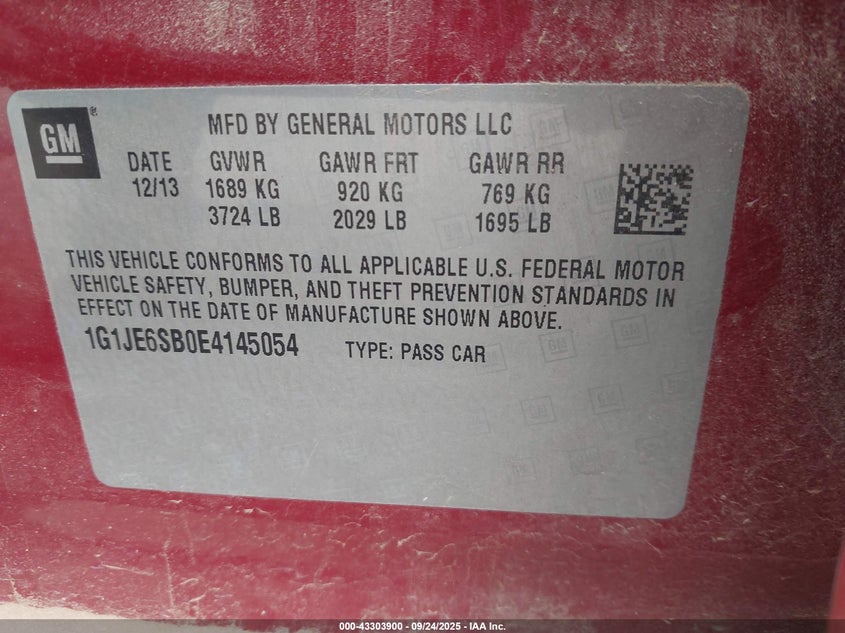 GM®
MFD BY GENERAL MOTORS LLC
DATE GVWR GAWR FRT GAWR RR
12/13 1689 KG 920 KG 769 KG
3724 LB 2029 LB 1695 LB
THIS VEHICLE CONFORMS TO ALL APPLICABLE U.S. FEDERAL MOTOR
VEHICLE SAFETY, BUMPER, AND THEFT PREVENTION STANDARDS IN
EFFECT ON THE DATE OF MANUFACTURE SHOWN ABOVE.
1G1JE6SB0E4145054 TYPE: PASS CAR
000-43303900 - 09/24/2025 - IAA Inc.